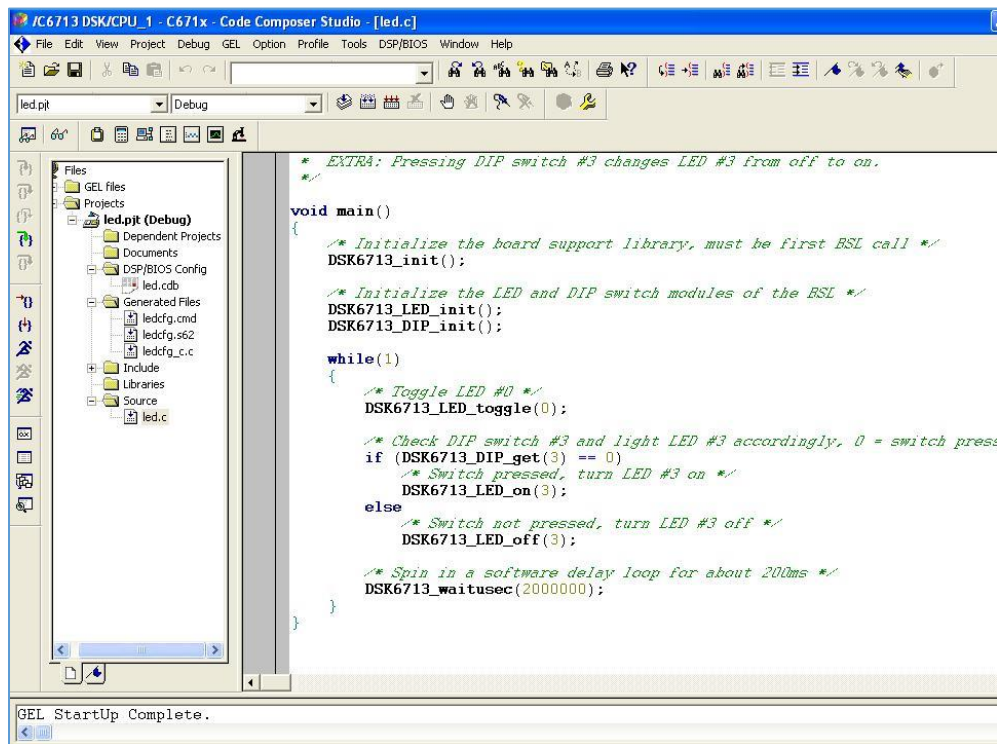 /C6713 DSK/CPU_1 - C671x - Code Composer Studio - [led.c]
File Edit View Project Debug GEL Option Profile Tools DSP/BIOS Window Help
led.pjt Debug
Files
GEL files
Projects
led.pjt (Debug)
Dependent Projects
Documents
DSP/BIOS Config
led.cdb
Generated Files
ledcfg.cmd
ledcfg.s62
ledcfg_c.c
Include
Libraries
Source
led.c
* EXTRA: Pressing DIP switch #3 changes LED #3 from off to on.
*/
void main()
{
/* Initialize the board support library, must be first BSL call */
DSK6713_init();
/* Initialize the LED and DIP switch modules of the BSL */
DSK6713_LED_init();
DSK6713_DIP_init();
while(1)
{
/* Toggle LED #0 */
DSK6713_LED_toggle(0);
/* Check DIP switch #3 and light LED #3 accordingly, 0 = switch press
if (DSK6713_DIP_get(3) == 0)
/* Switch pressed, turn LED #3 on */
DSK6713_LED_on(3);
else
/* Switch not pressed, turn LED #3 off */
DSK6713_LED_off(3);
/* Spin in a software delay loop for about 200ms */
DSK6713_waitusec(2000000);
}
}
GEL StartUp Complete.